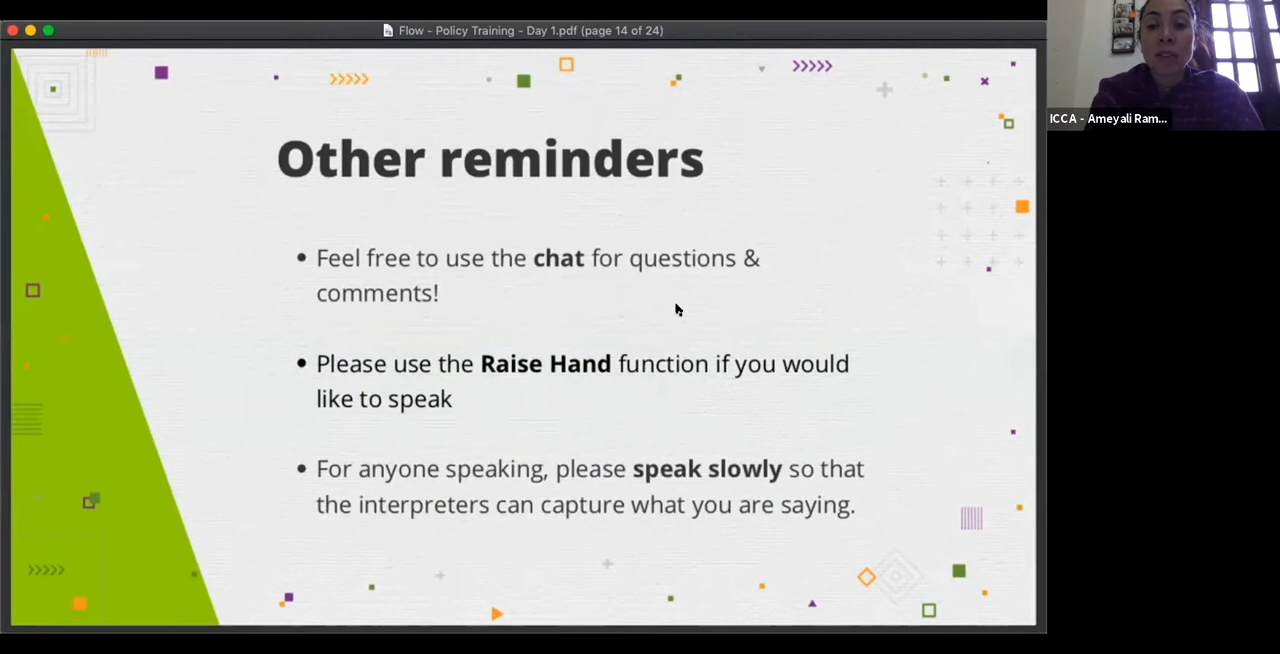 Flow - Policy Training - Day 1.pdf (page 14 of 24)
ICCA - Ameyali Ram...
Other reminders
• Feel free to use the chat for questions &
comments!
• Please use the Raise Hand function if you would
like to speak
• For anyone speaking, please speak slowly so that
the interpreters can capture what you are saying.